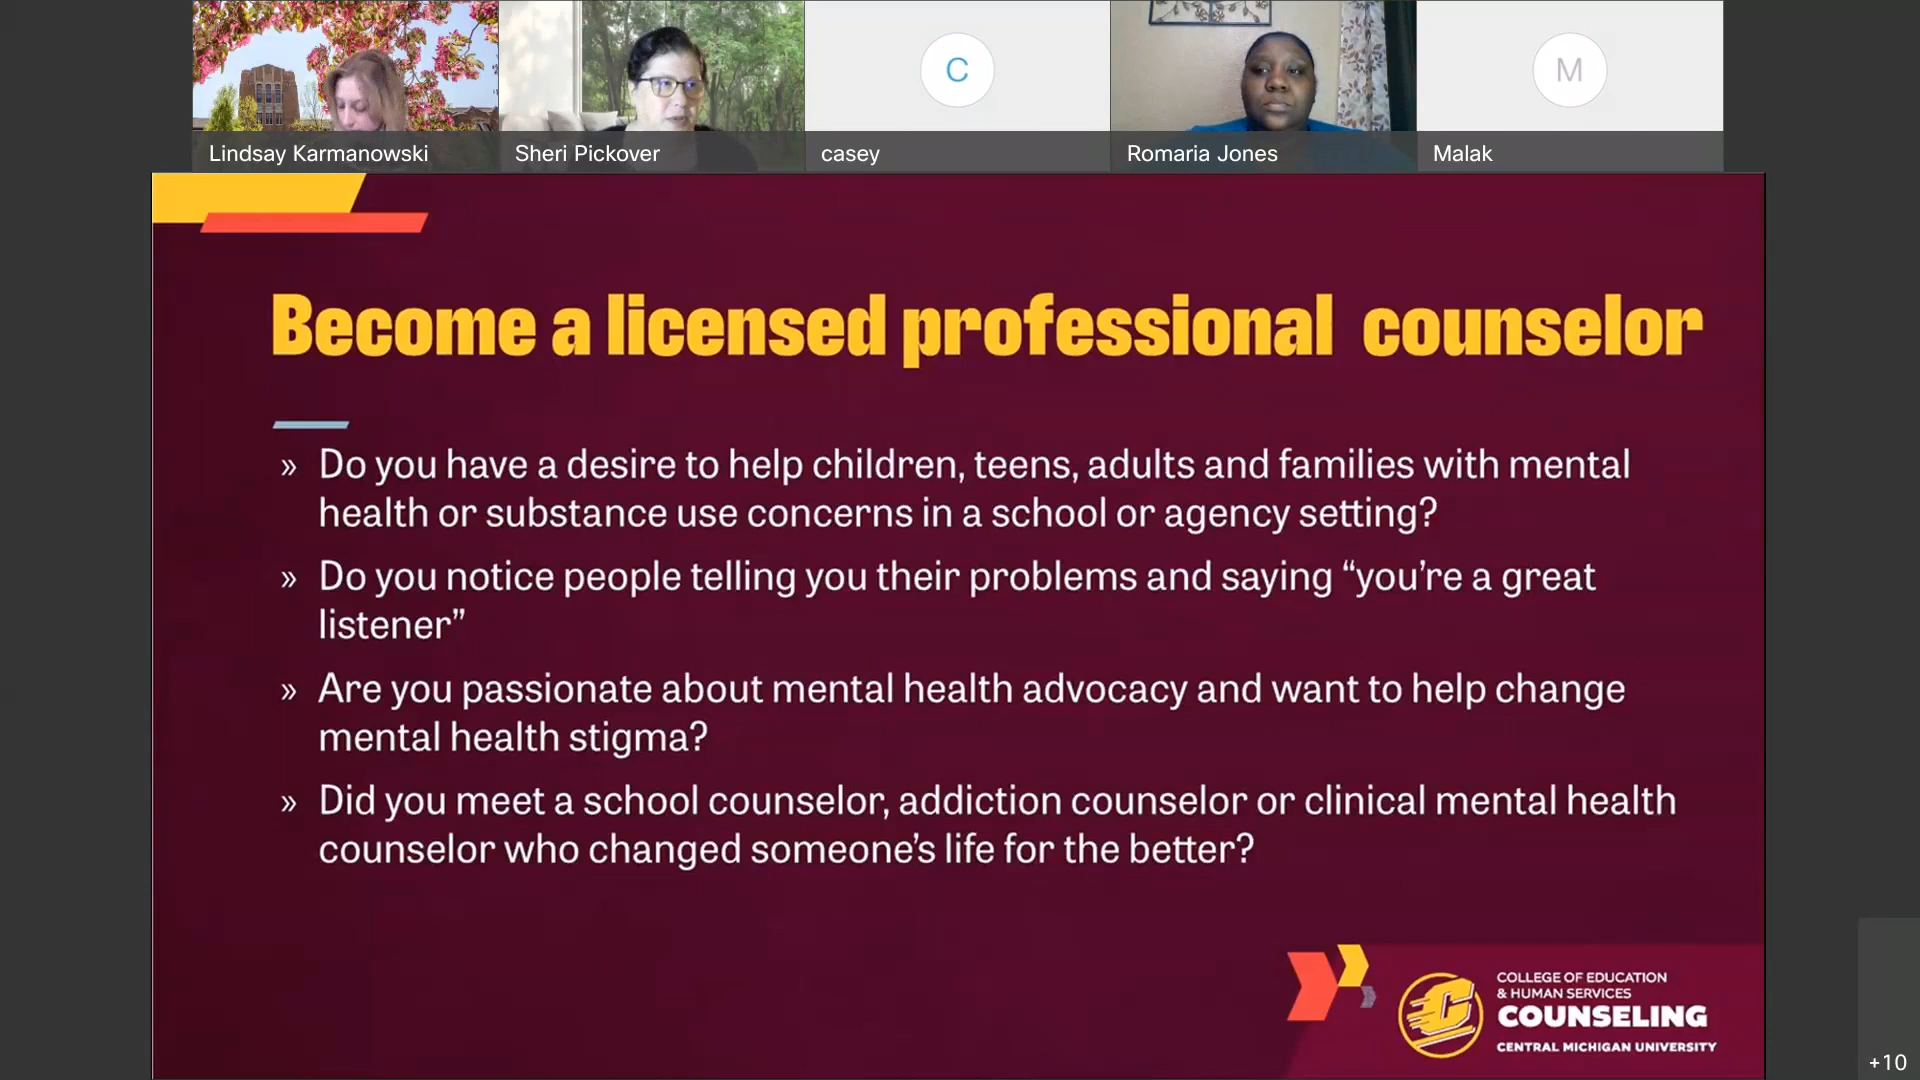 C
M
Lindsay Karmanowski
Sheri Pickover
casey
Romaria Jones
Malak
Become a licensed professional counselor
» Do you have a desire to help children, teens, adults and families with mental
health or substance use concerns in a school or agency setting?
» Do you notice people telling you their problems and saying “you’re a great
listener”
» Are you passionate about mental health advocacy and want to help change
mental health stigma?
» Did you meet a school counselor, addiction counselor or clinical mental health
counselor who changed someone’s life for the better?
C
COLLEGE OF EDUCATION
& HUMAN SERVICES
COUNSELING
CENTRAL MICHIGAN UNIVERSITY
+10